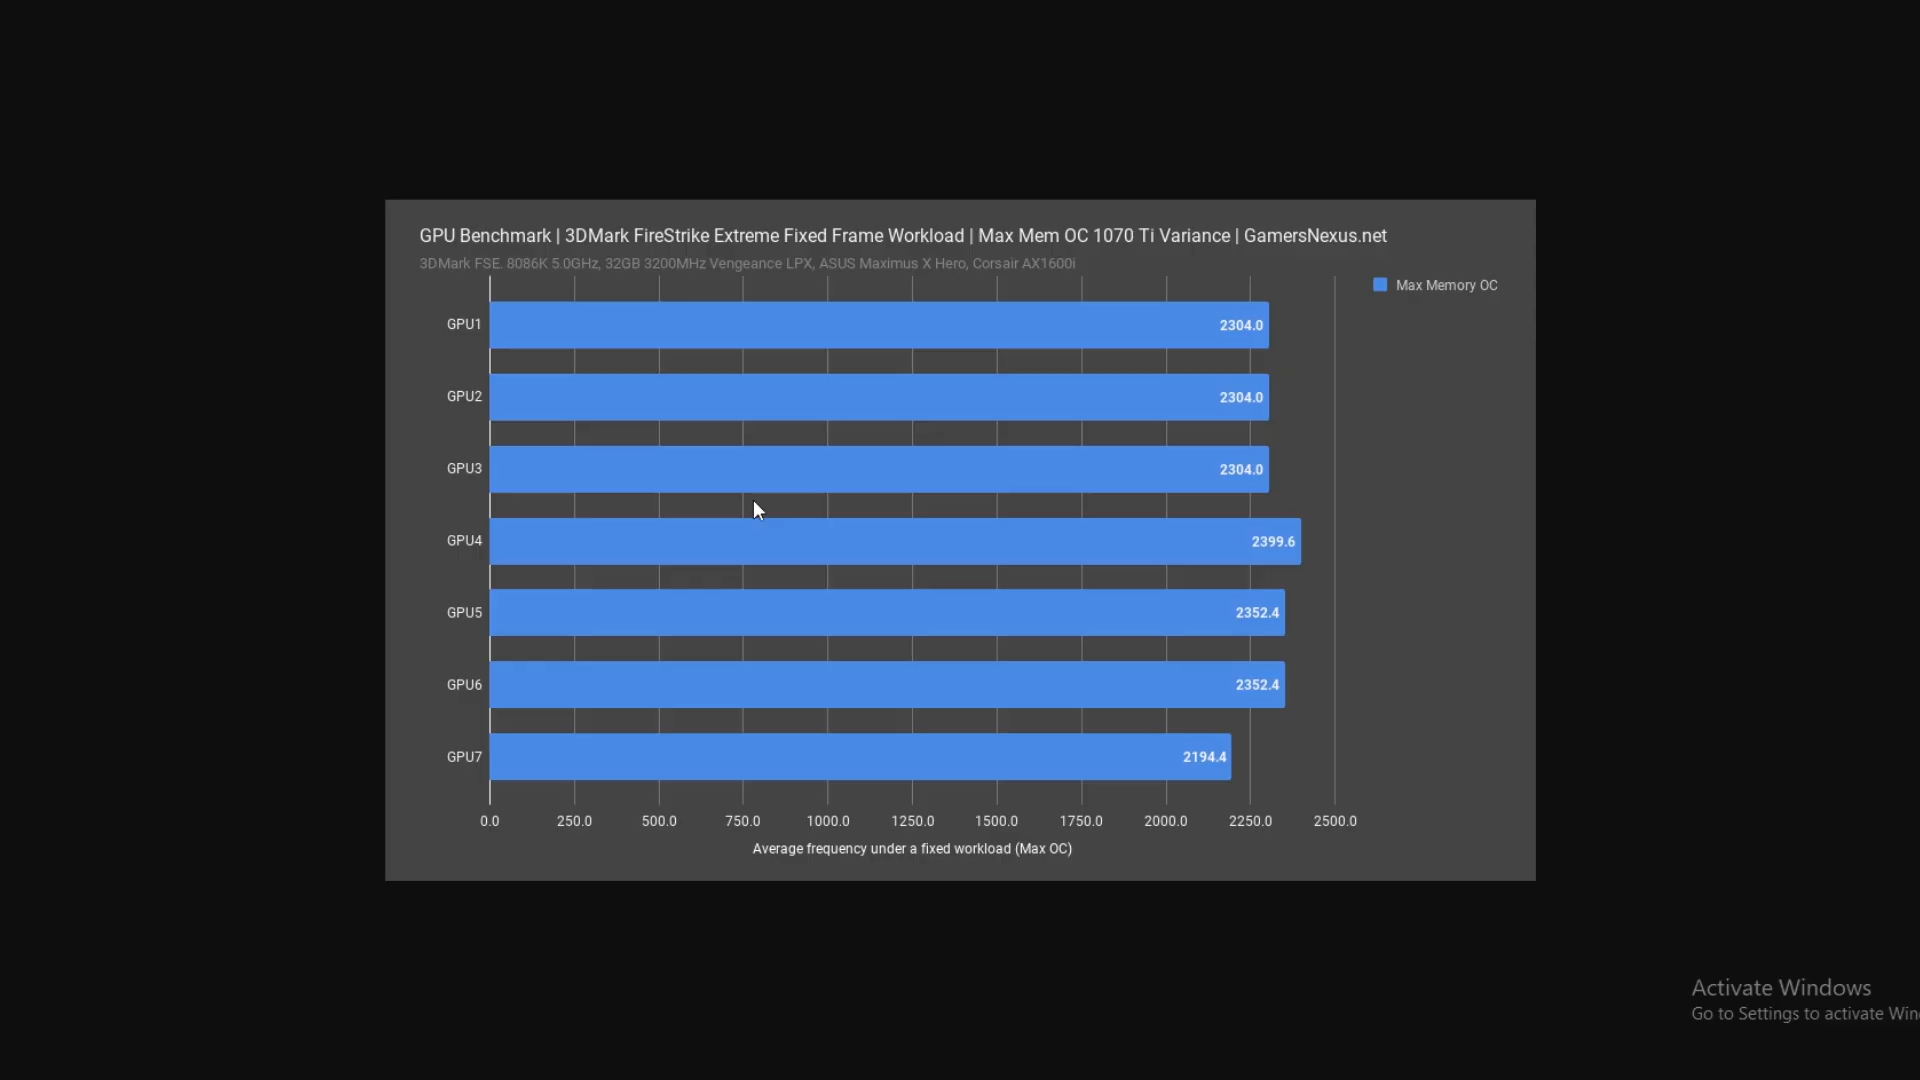 GPU Benchmark | 3DMark FireStrike Extreme Fixed Frame Workload | Max Mem OC 1070 Ti Variance | GamersNexus.net
3DMark FSE. 8086K 5.0GHz, 32GB 3200MHz Vengeance LPX, ASUS Maximus X Hero, Corsair AX1600i
Max Memory OC
GPU1 2304.0
GPU2 2304.0
GPU3 2304.0
GPU4 2399.6
GPU5 2352.4
GPU6 2352.4
GPU7 2194.4
0.0 250.0 500.0 750.0 1000.0 1250.0 1500.0 1750.0 2000.0 2250.0 2500.0
Average frequency under a fixed workload (Max OC)
Activate Windows
Go to Settings to activate Win